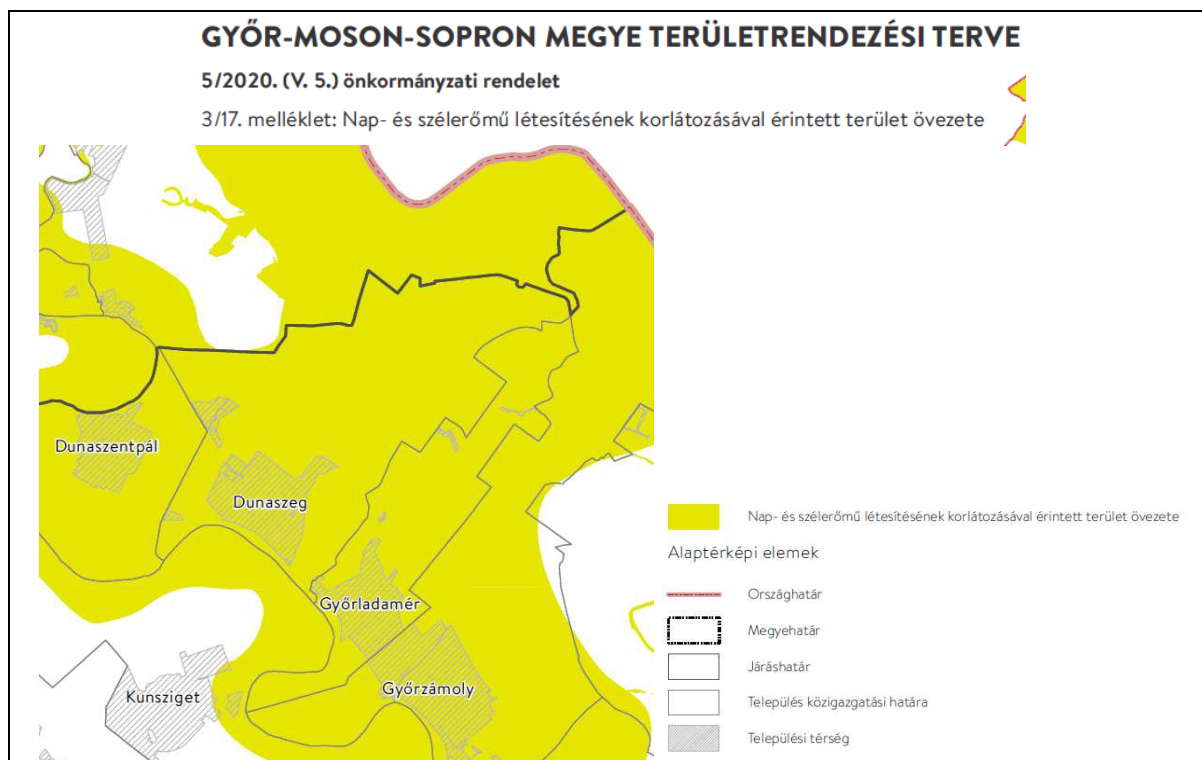 GYŐR-MOSON-SOPRON MEGYE TERÜLETRENDEZÉSI TERVE
5/2020. (V. 5.) önkormányzati rendelet
3/17. melléklet: Nap- és szélerőmű létesítésének korlátozásával érintett terület övezete
Dunaszentpál
Dunaszeg
Győrladamér
Kunsziget
Győrzámoly
Nap- és szélerőmű létesítésének korlátozásával érintett terület övezete
Alaptérképi elemek
Országhatár
Megyehatár
Járáshatár
Település közigazgatási határa
Települési térség